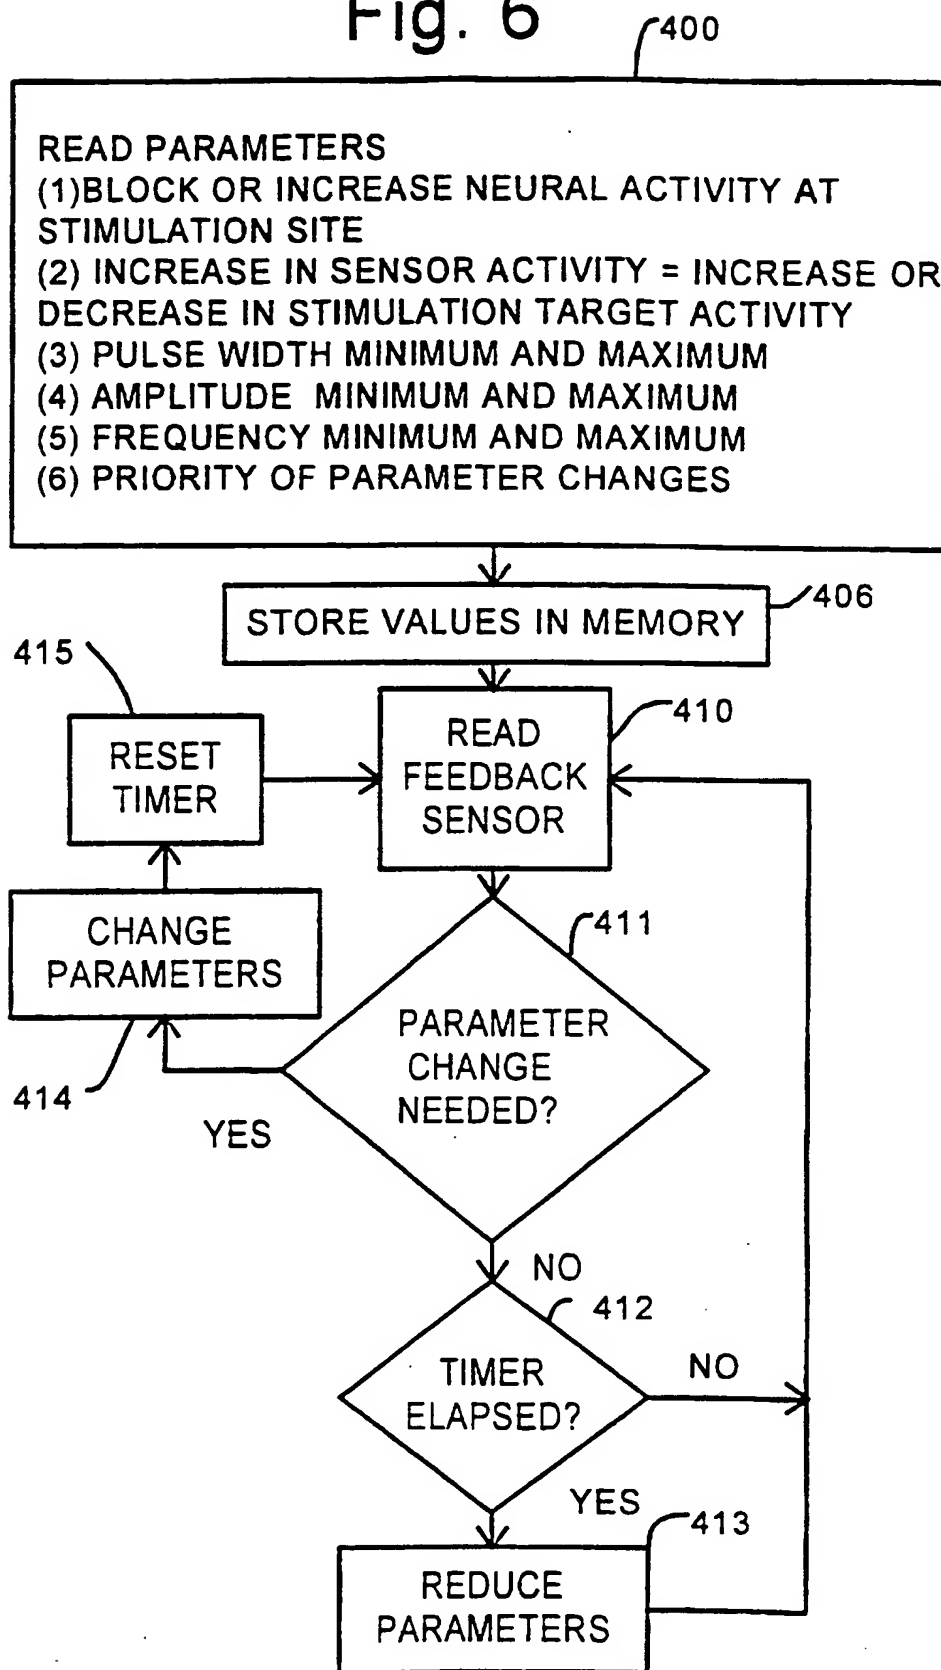 Fig. 6
400
READ PARAMETERS
(1)BLOCK OR INCREASE NEURAL ACTIVITY AT
STIMULATION SITE
(2) INCREASE IN SENSOR ACTIVITY = INCREASE OR
DECREASE IN STIMULATION TARGET ACTIVITY
(3) PULSE WIDTH MINIMUM AND MAXIMUM
(4) AMPLITUDE MINIMUM AND MAXIMUM
(5) FREQUENCY MINIMUM AND MAXIMUM
(6) PRIORITY OF PARAMETER CHANGES
406
STORE VALUES IN MEMORY
415
410
READ
FEEDBACK
SENSOR
RESET
TIMER
CHANGE
PARAMETERS
411
PARAMETER
CHANGE
NEEDED?
414
YES
NO
412
TIMER
ELAPSED?
NO
YES
413
REDUCE
PARAMETERS